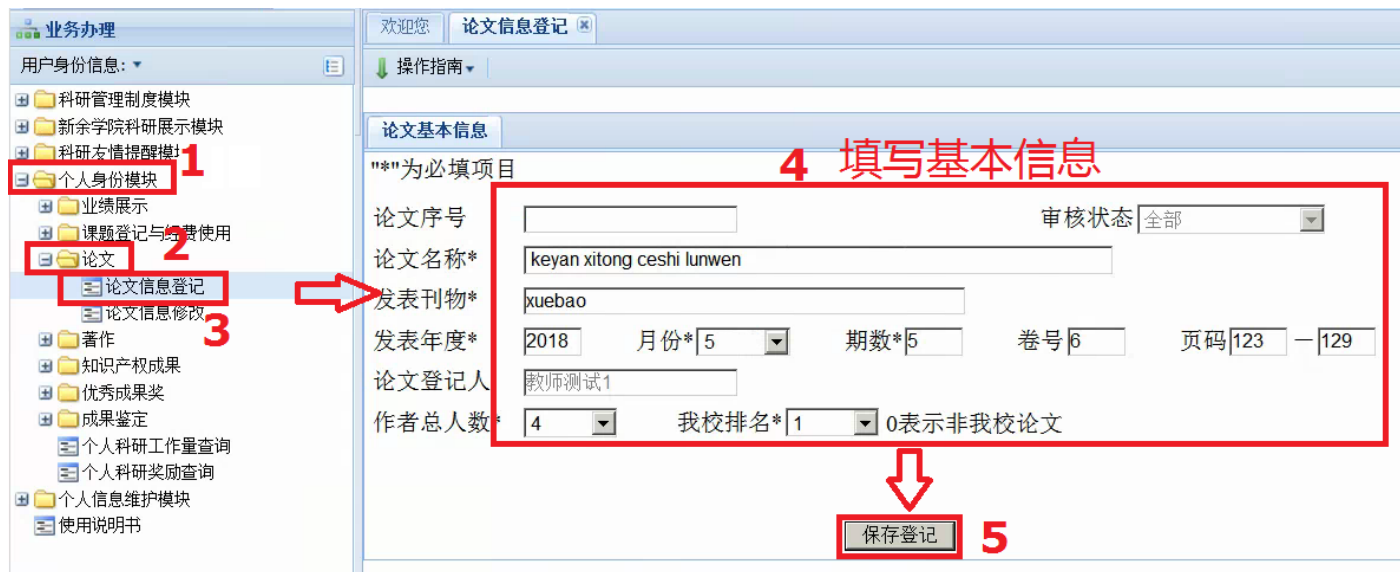 业务办理
用户身份信息:
科研管理制度模块
新余学院科研展示模块
科研友情提醒模
1
个人身份模块
业绩展示
课题登记与经费使用
2
论文
论文信息登记
论文信息修改
3
著作
知识产权成果
优秀成果奖
成果鉴定
个人科研工作量查询
个人科研奖励查询
个人信息维护模块
使用说明书
欢迎您 论文信息登记
操作指南
论文基本信息
"*"为必填项目
4 填写基本信息
论文序号 审核状态 全部
论文名称* keyan xitong ceshi lunwen
发表刊物* xuebao
发表年度* 2018 月份* 5 期数* 5 卷号 6 页码 123 — 129
论文登记人 教师测试1
作者总人数* 4 我校排名* 1 0表示非我校论文
保存登记 5